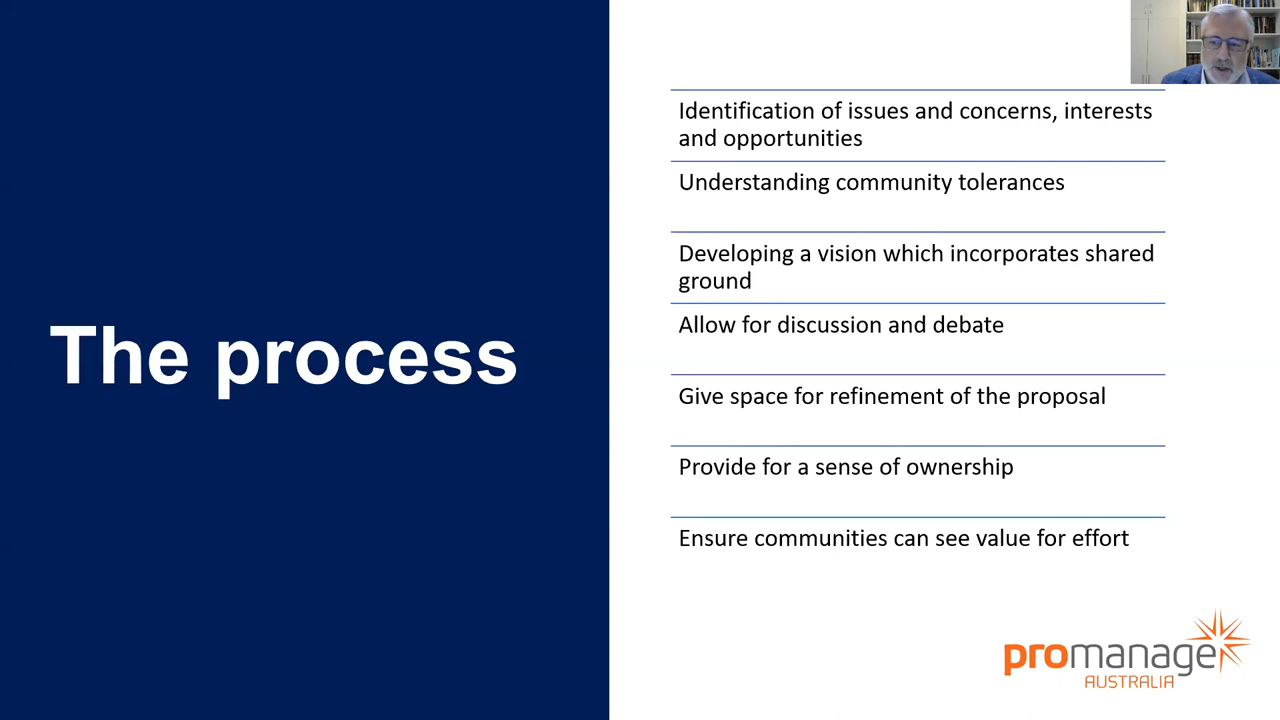 The process
Identification of issues and concerns, interests
and opportunities
Understanding community tolerances
Developing a vision which incorporates shared
ground
Allow for discussion and debate
Give space for refinement of the proposal
Provide for a sense of ownership
Ensure communities can see value for effort
promanage
AUSTRALIA